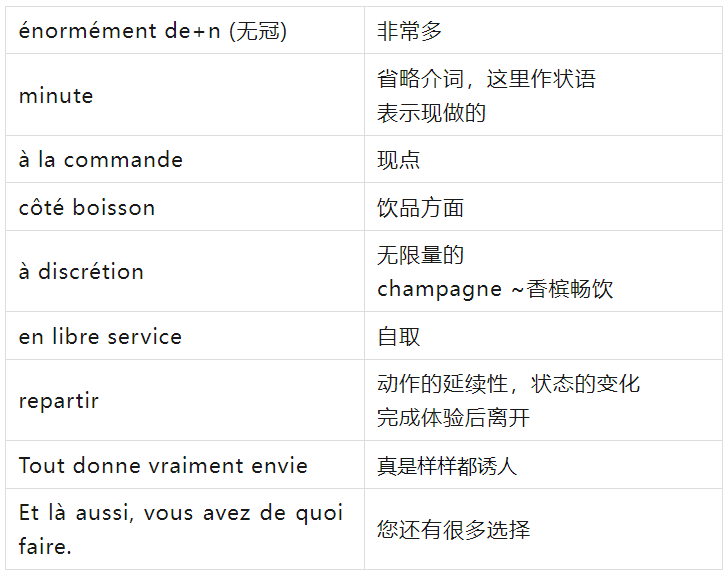 énormément de+n (无冠)
非常多
minute
省略介词，这里作状语
表示现做的
à la commande
现点
côté boisson
饮品方面
à discrétion
无限量的
champagne ~香槟畅饮
en libre service
自取
repartir
动作的延续性，状态的变化
完成体验后离开
Tout donne vraiment envie
真是样样都诱人
Et là aussi, vous avez de quoi
faire.
您还有很多选择